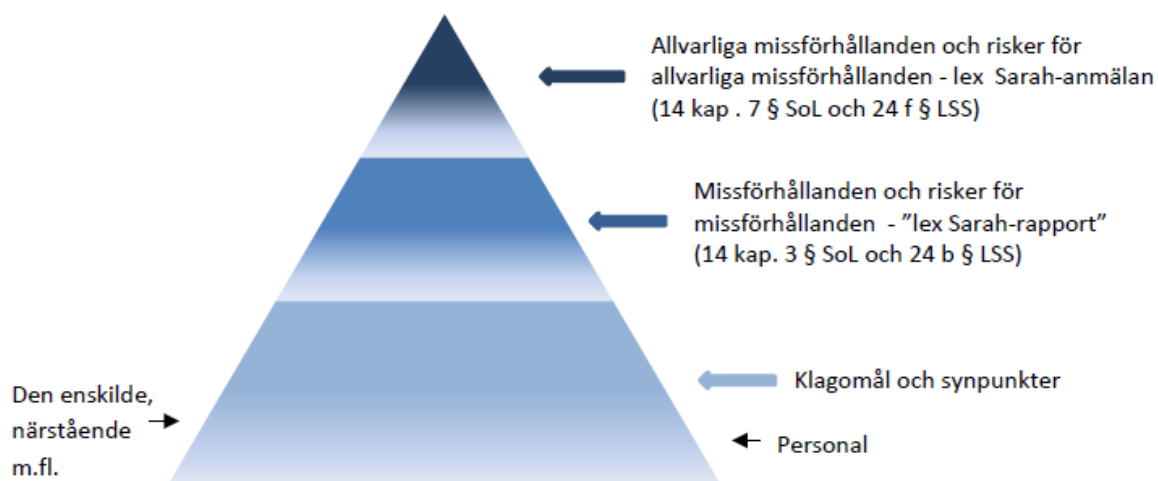 Allvarliga missförhållanden och risker för
allvarliga missförhållanden - lex Sarah-anmälan
(14 kap . 7 § SoL och 24 f § LSS)
Missförhållanden och risker för
missförhållanden - ”lex Sarah-rapport”
(14 kap. 3 § SoL och 24 b § LSS)
Klagomål och synpunkter
Den enskilde,
närstående
m.fl.
Personal